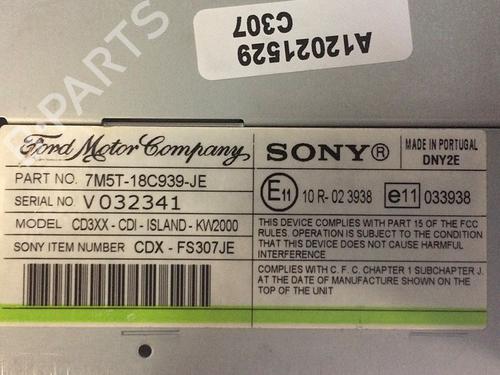 A12021529
C307
B-PARTS
Ford Motor Company
PART NO. 7M5T-18C939-JE
SERIAL NO. V 032341
MODEL CD3XX - CDI - ISLAND - KW2000
SONY ITEM NUMBER CDX - FS307JE
SONY®
MADE IN PORTUGAL
DNY2E
E11 10 R- 02 3938 e11 033938
THIS DEVICE COMPLIES WITH PART 15 OF THE FCC
RULES. OPERATION IS SUBJECT TO THE CONDITION
THAT THIS DEVICE DOES NOT CAUSE HARMFUL
INTERFERENCE
COMPLIES WITH C. F. C. CHAPTER 1 SUBCHAPTER J.
AT THE DATE OF MANUFACTURE SHOWN ON THE
TOP OF THE UNIT